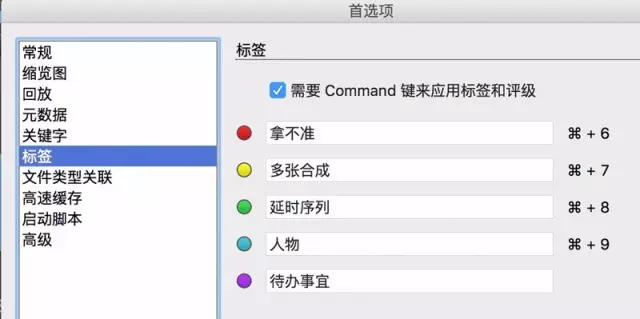 首选项
常规
缩览图
回放
元数据
关键字
标签
文件类型关联
高速缓存
启动脚本
高级
标签
需要 Command 键来应用标签和评级
拿不准 ⌘ + 6
多张合成 ⌘ + 7
延时序列 ⌘ + 8
人物 ⌘ + 9
待办事宜